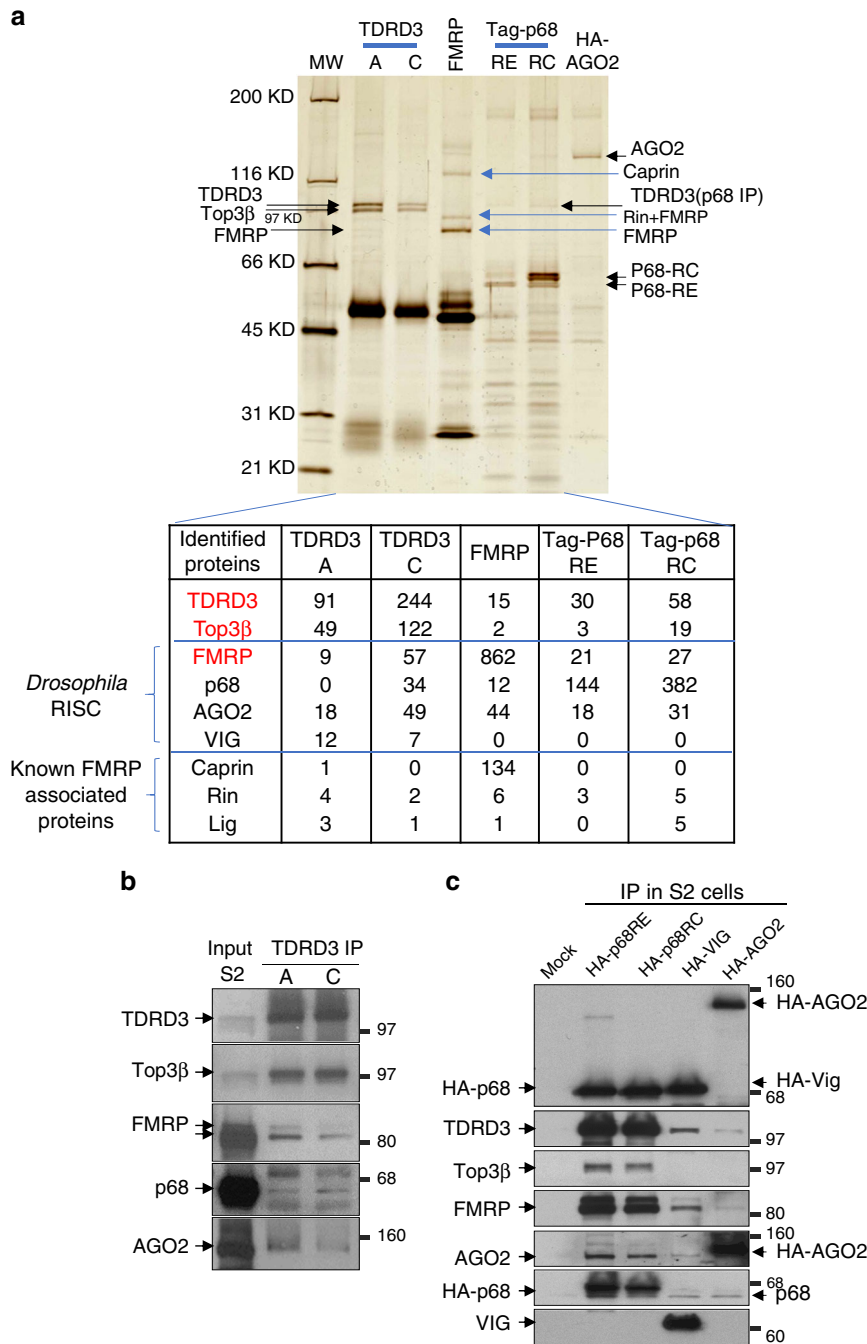 a
TDRD3
FMRP
Tag-p68
HA-
AGO2
MW A C RE RC
200 KD
116 KD
TDRD3
Top3β 97 KD
FMRP
66 KD
45 KD
31 KD
21 KD
AGO2
Caprin
TDRD3(p68 IP)
Rin+FMRP
FMRP
P68-RC
P68-RE
Identified proteins TDRD3 A TDRD3 C FMRP Tag-P68 RE Tag-p68 RC
TDRD3 91 244 15 30 58
Top3β 49 122 2 3 19
Drosophila RISC
FMRP 9 57 862 21 27
p68 0 34 12 144 382
AGO2 18 49 44 18 31
VIG 12 7 0 0 0
Known FMRP associated proteins
Caprin 1 0 134 0 0
Rin 4 2 6 3 5
Lig 3 1 1 0 5
b
Input
S2
TDRD3 IP
A C
TDRD3 97
Top3β 97
FMRP 80
p68 68
AGO2 160
c
IP in S2 cells
Mock HA-p68RE HA-p68RC HA-VIG HA-AGO2
160
HA-AGO2
HA-p68 HA-Vig
68
TDRD3 97
Top3β 97
FMRP 80
160
AGO2 HA-AGO2
HA-p68 68
p68
VIG 60